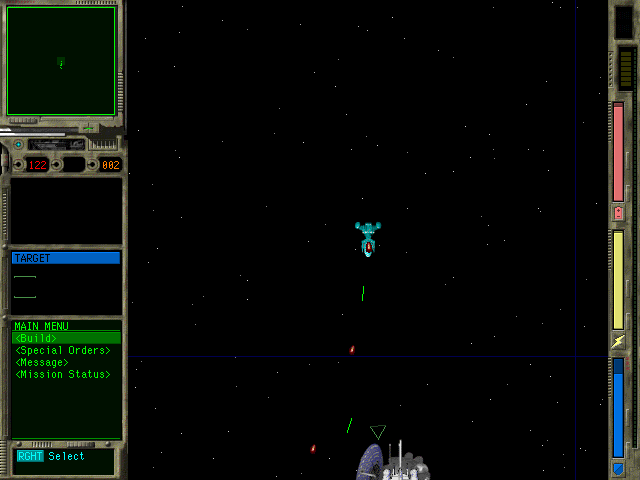 122 002
TARGET
MAIN MENU
<Build>
<Special Orders>
<Message>
<Mission Status>
RGHT Select